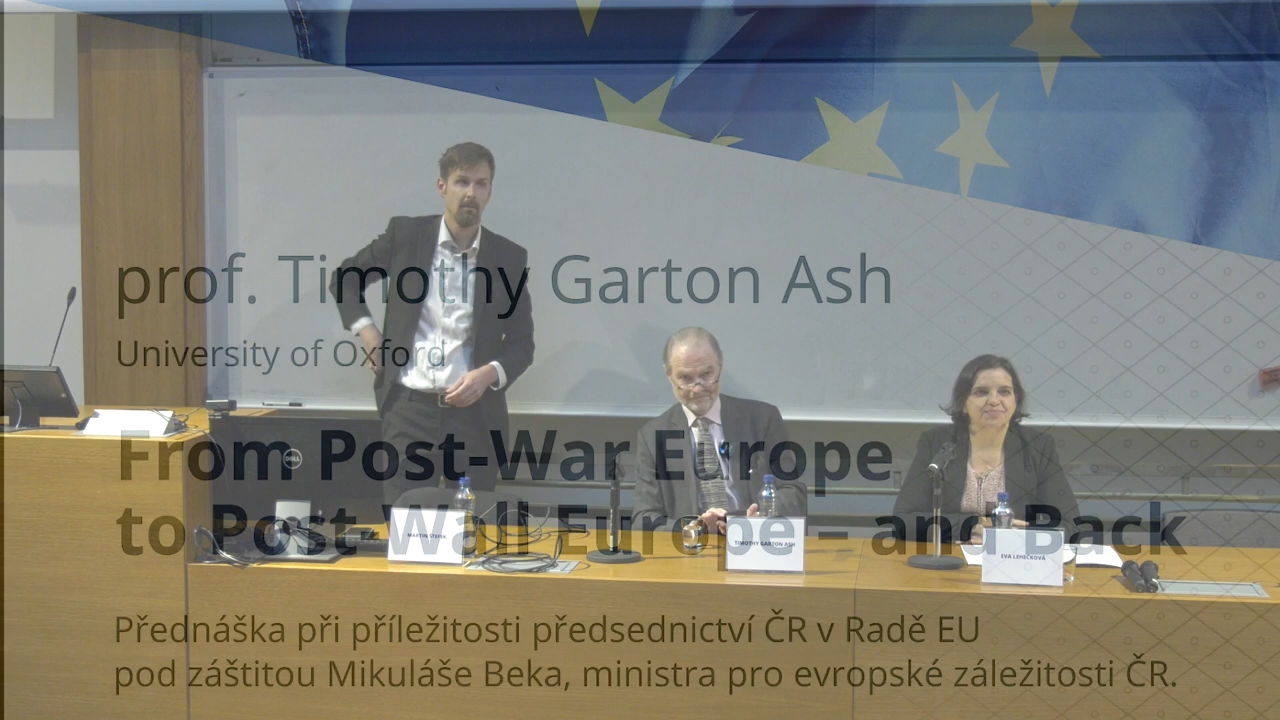 prof. Timothy Garton Ash
University of Oxford
From Post-War Europe
to Post-Wall Europe – and Back
DELL
TIMOTHY GARTON ASH
EVA LEHEČKOVÁ
Přednáška při příležitosti předsednictví ČR v Radě EU
pod záštitou Mikuláše Beka, ministra pro evropské záležitosti ČR.